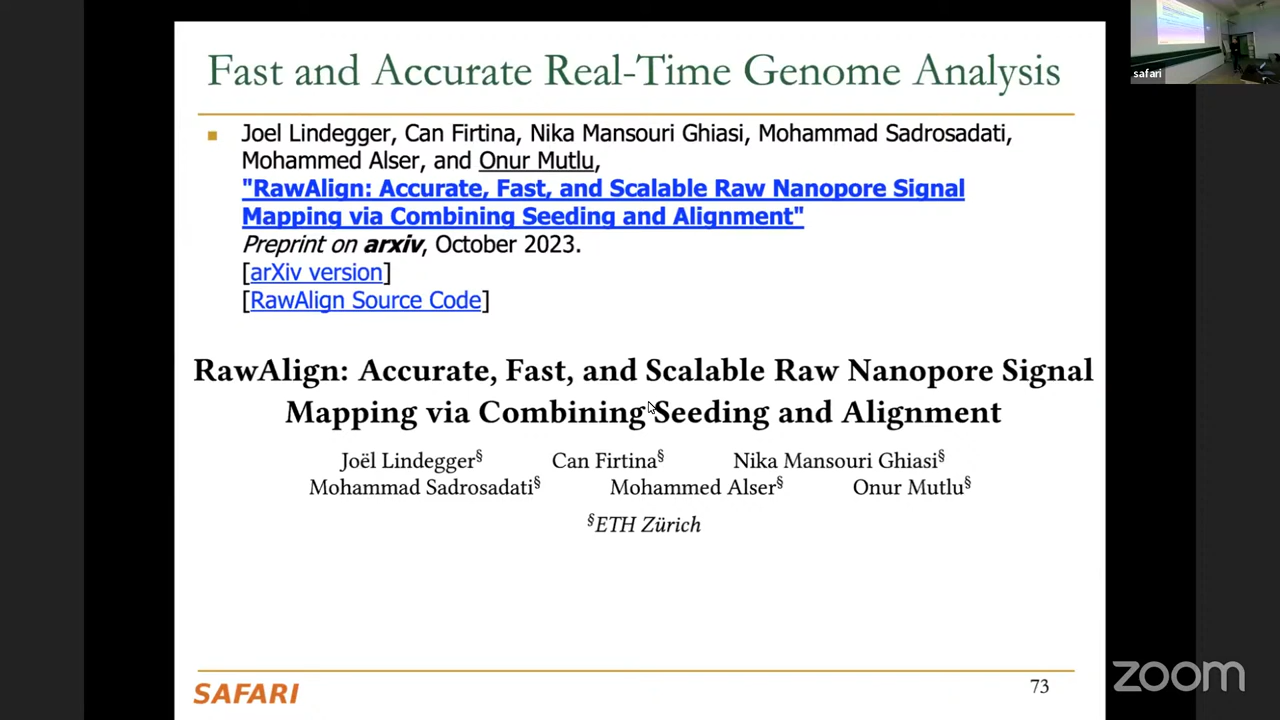 Fast and Accurate Real-Time Genome Analysis
Joel Lindegger, Can Firtina, Nika Mansouri Ghiasi, Mohammad Sadrosadati,
Mohammed Alser, and Onur Mutlu,
"RawAlign: Accurate, Fast, and Scalable Raw Nanopore Signal
Mapping via Combining Seeding and Alignment"
Preprint on arxiv, October 2023.
[arXiv version]
[RawAlign Source Code]
RawAlign: Accurate, Fast, and Scalable Raw Nanopore Signal
Mapping via Combining Seeding and Alignment
Joël Lindegger§ Can Firtina§ Nika Mansouri Ghiasi§
Mohammad Sadrosadati§ Mohammed Alser§ Onur Mutlu§
§ETH Zürich
SAFARI
73
safari
zoom